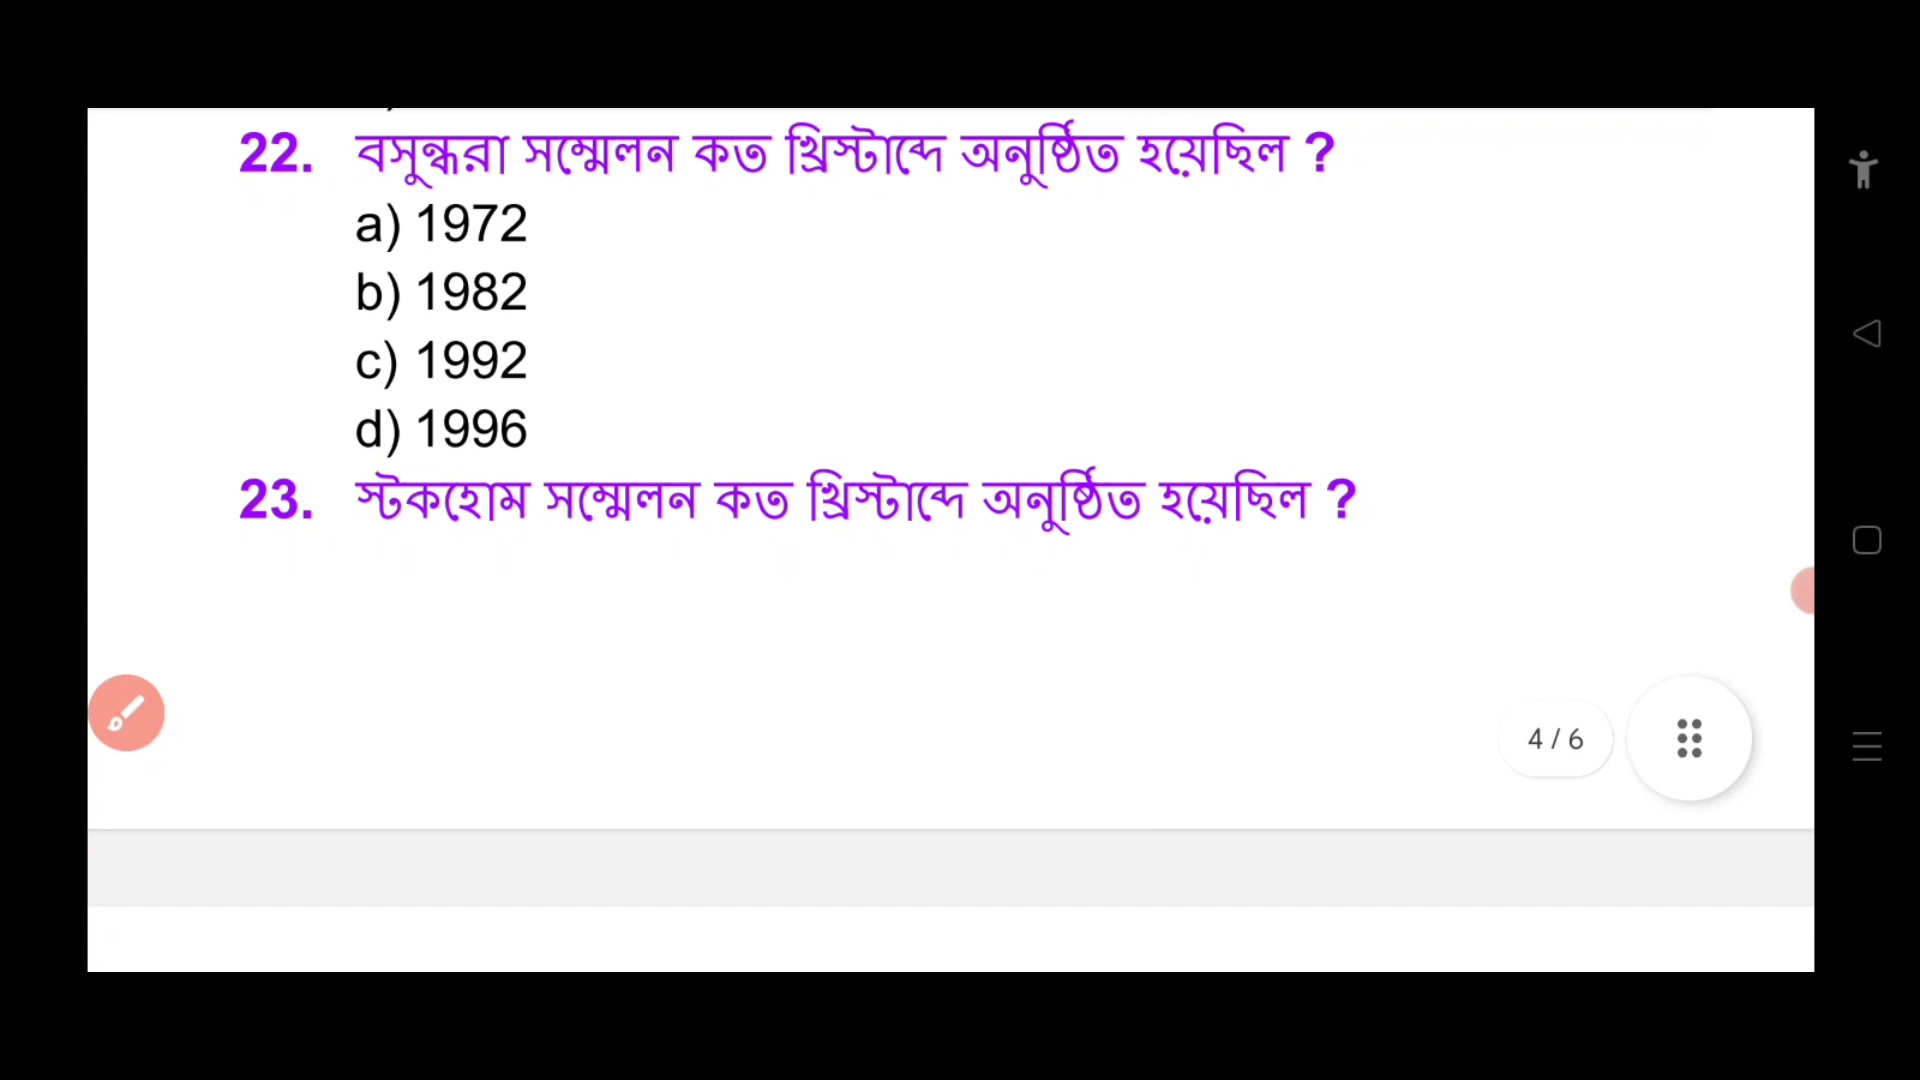 22. বসুন্ধরা সম্মেলন কত খ্রিস্টাব্দে অনুষ্ঠিত হয়েছিল ?
a) 1972
b) 1982
c) 1992
d) 1996
23. স্টকহোম সম্মেলন কত খ্রিস্টাব্দে অনুষ্ঠিত হয়েছিল ?
4 / 6